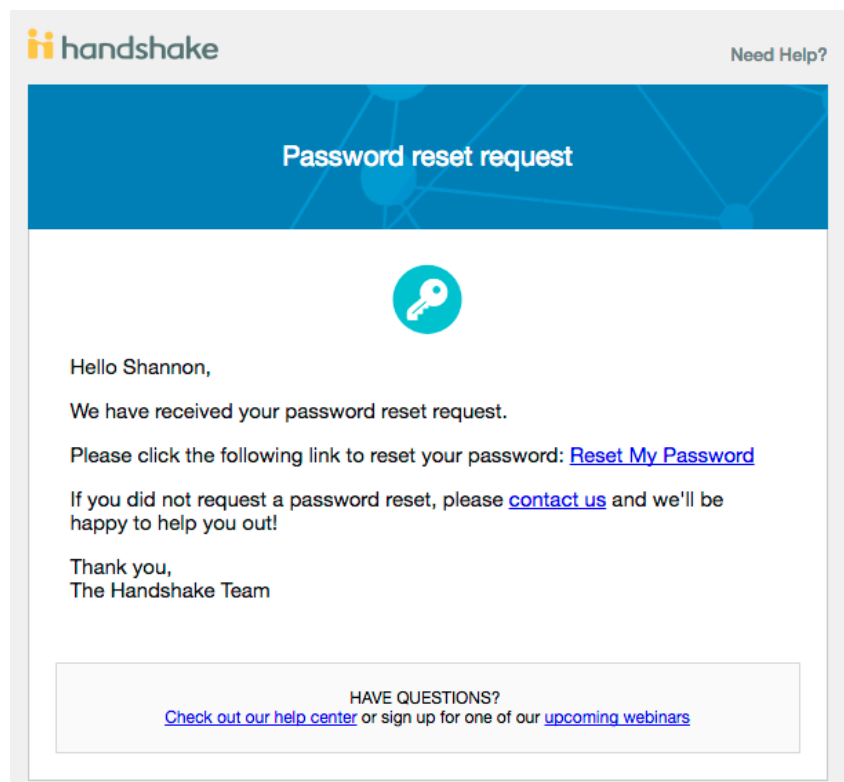 handshake
Need Help?
Password reset request
Hello Shannon,
We have received your password reset request.
Please click the following link to reset your password: Reset My Password
If you did not request a password reset, please contact us and we'll be
happy to help you out!
Thank you,
The Handshake Team
HAVE QUESTIONS?
Check out our help center or sign up for one of our upcoming webinars